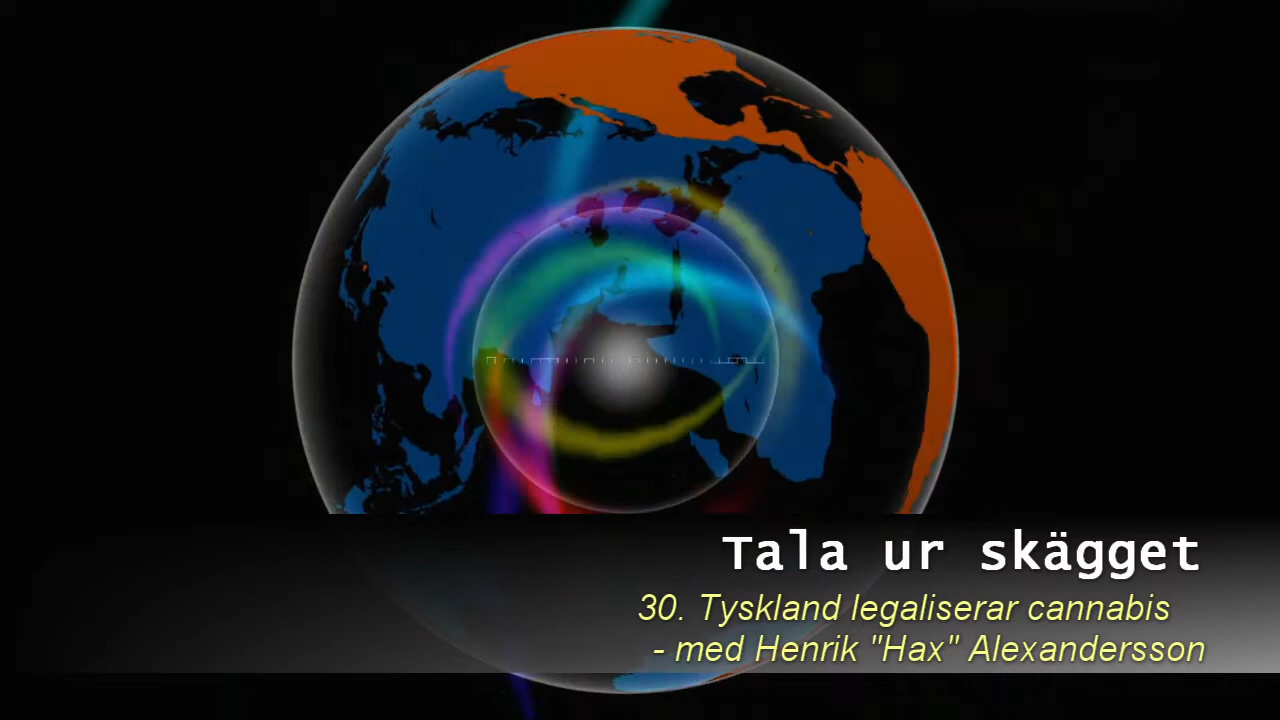 Tala ur skägget
30. Tyskland legaliserar cannabis
- med Henrik "Hax" Alexandersson